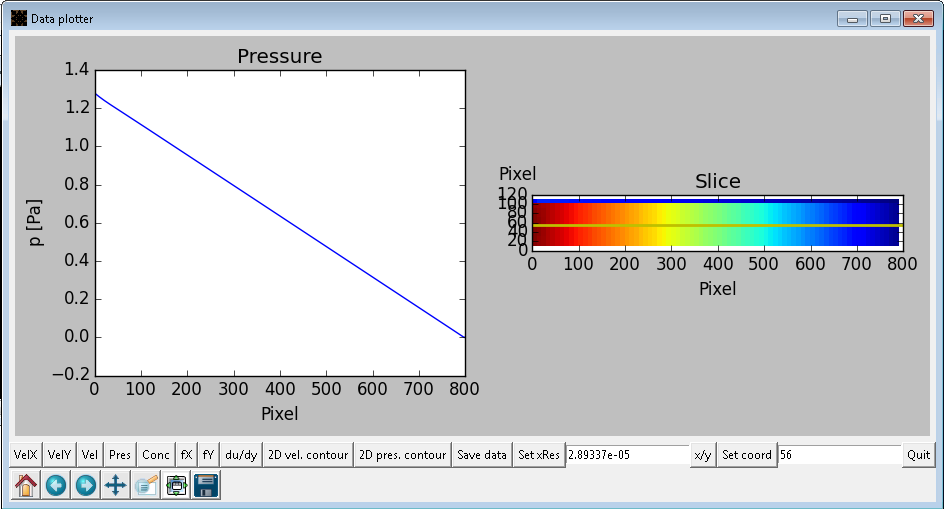 Data plotter
Pressure
1.4
1.2
1.0
0.8
0.6
0.4
0.2
0.0
−0.2
p [Pa]
0 100 200 300 400 500 600 700 800
Pixel
Pixel
Slice
120
100
80
60
40
20
0
0 100 200 300 400 500 600 700 800
Pixel
VelX VelY Vel Pres Conc fX fY du/dy 2D vel. contour 2D pres. contour Save data Set xRes 2.89337e-05 x/y Set coord 56 Quit